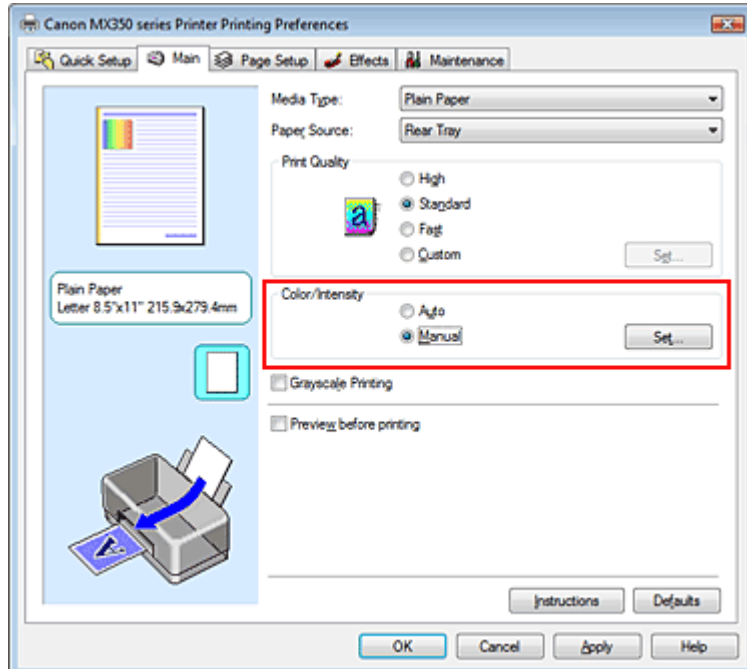 Canon MX350 series Printer Printing Preferences
Quick Setup Main Page Setup Effects Maintenance
Media Type: Plain Paper
Paper Source: Rear Tray
Print Quality
High
a
Standard
Fast
Custom Set...
Plain Paper
Letter 8.5"x11" 215.9x279.4mm
Color/Intensity
Auto
Manual Set...
Grayscale Printing
Preview before printing
A
Instructions Defaults
OK Cancel Apply Help